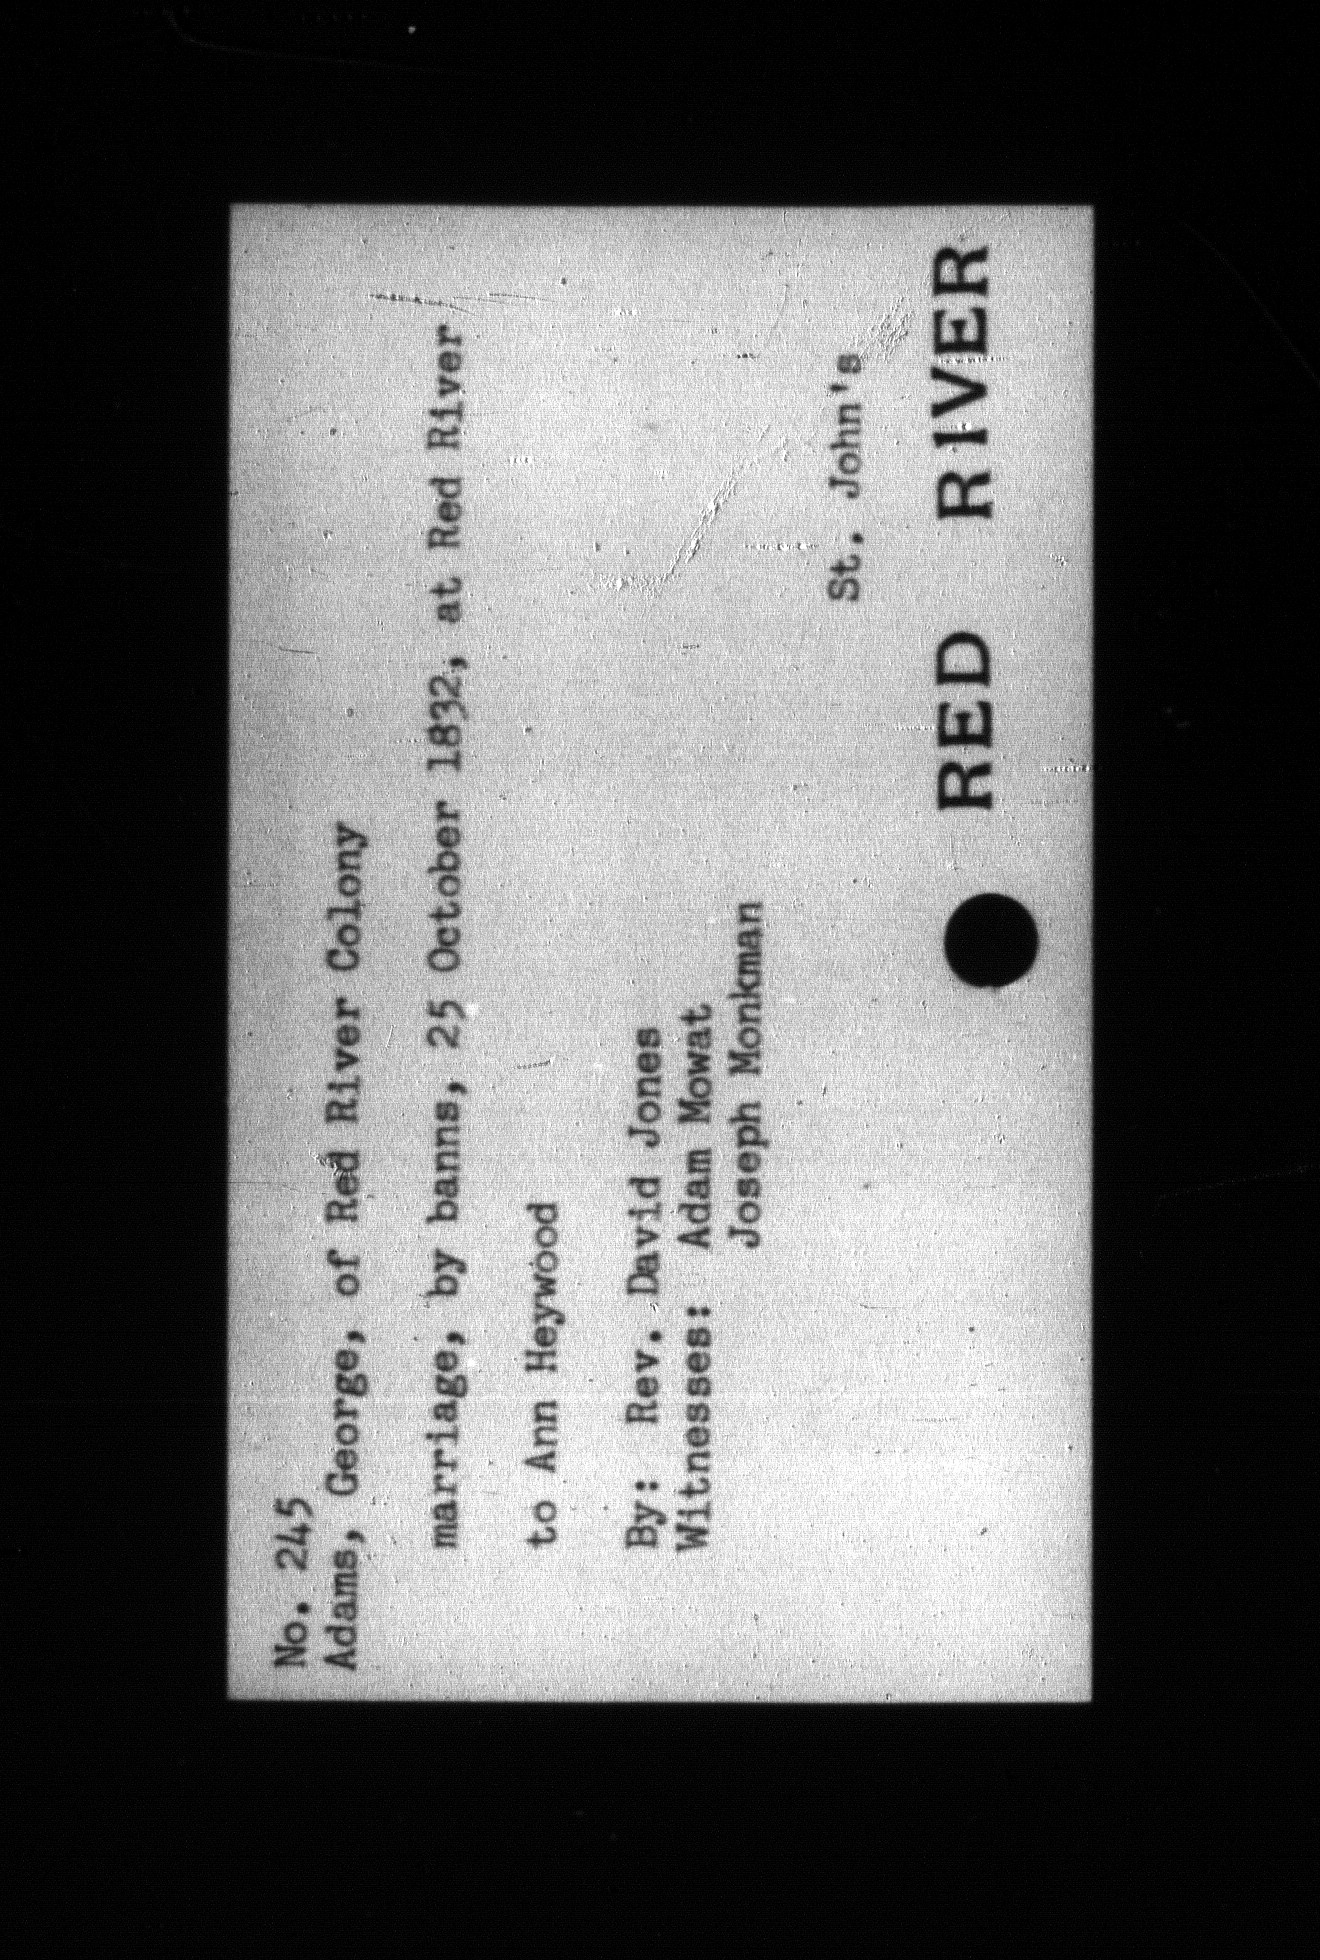 No. 245
Adams, George, of Red River Colony
marriage, by banns, 25 October 1832, at Red River
to Ann Heywood
By: Rev. David Jones
Witnesses: Adam Mowat
Joseph Monkman
St. John's
RED RIVER